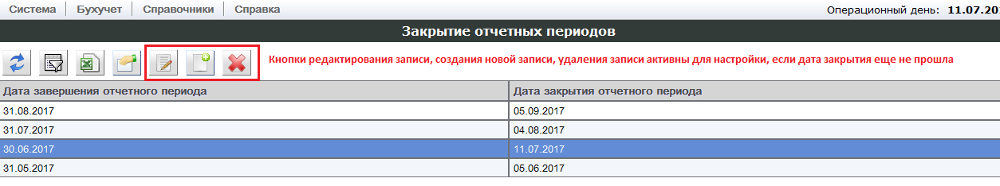 Система Бухучет Справочники Справка Операционный день: 11.07.20
Закрытие отчетных периодов
Кнопки редактирования записи, создания новой записи, удаления записи активны для настройки, если дата закрытия еще не прошла
Дата завершения отчетного периода Дата закрытия отчетного периода
31.08.2017 05.09.2017
31.07.2017 04.08.2017
30.06.2017 11.07.2017
31.05.2017 05.06.2017